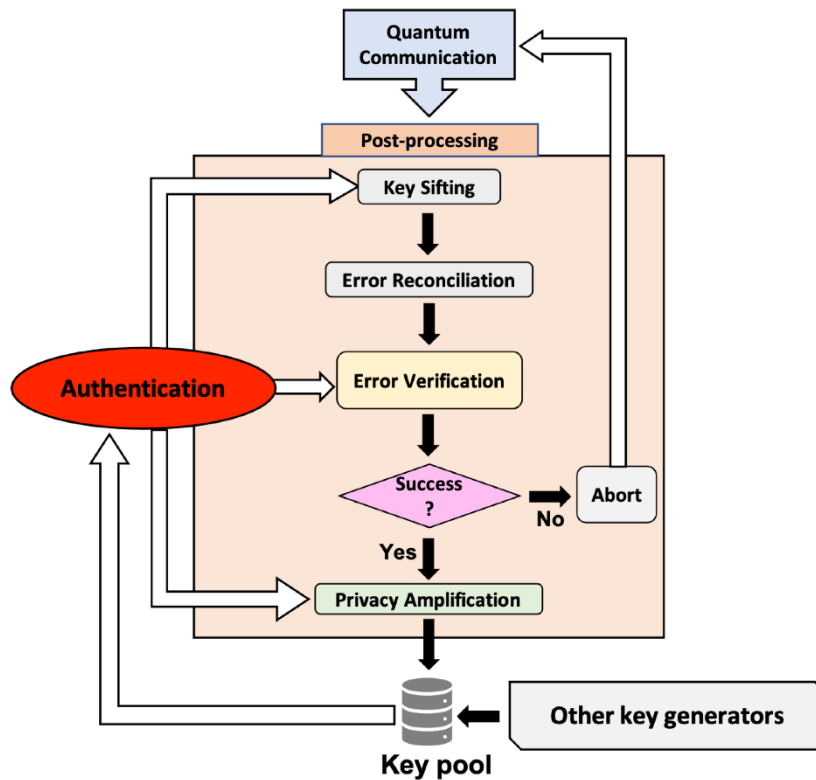 Quantum
Communication
Post-processing
Key Sifting
Error Reconciliation
Authentication
Error Verification
Success
?
No
Abort
Yes
Privacy Amplification
Other key generators
Key pool